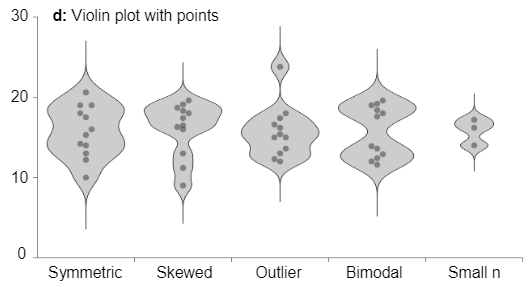 d: Violin plot with points
30
20
10
0
Symmetric Skewed Outlier Bimodal Small n